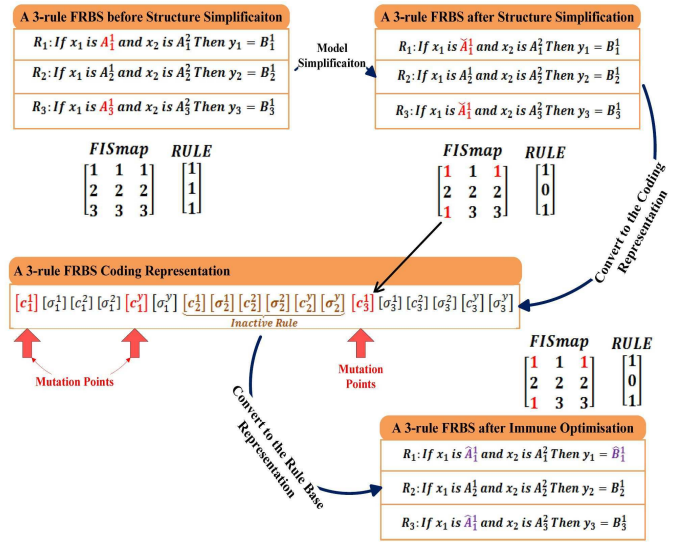 A 3-rule FRBS before Structure Simplificaiton
R₁: If x₁ is A₁¹ and x₂ is A₁² Then y₁ = B₁¹
R₂: If x₁ is A₂¹ and x₂ is A₂² Then y₂ = B₂¹
R₃: If x₁ is A₃¹ and x₂ is A₃² Then y₃ = B₃¹
Model
Simplificaiton
A 3-rule FRBS after Structure Simplification
R₁: If x₁ is Ǎ₁¹ and x₂ is A₁² Then y₁ = B₁¹
R₂: If x₁ is A₂¹ and x₂ is A₂² Then y₂ = B₂¹
R₃: If x₁ is Ǎ₁¹ and x₂ is A₃² Then y₃ = B₃¹
FISmap RULE
[1 1 1] [1]
[2 2 2] [1]
[3 3 3] [1]
FISmap RULE
[1 1 1] [1]
[2 2 2] [0]
[1 3 3] [1]
Convert to the Coding
Representation
A 3-rule FRBS Coding Representation
[c₁¹] [σ₁¹] [c₁²] [σ₁²] [c₁ʸ] [σ₁ʸ] [c₂¹] [σ₂¹] [c₂²] [σ₂²] [c₂ʸ] [σ₂ʸ] [c₃¹] [σ₃¹] [c₃²] [σ₃²] [c₃ʸ] [σ₃ʸ]
Inactive Rule
Mutation Points
Mutation
Points
FISmap RULE
[1 1 1] [1]
[2 2 2] [0]
[1 3 3] [1]
Convert to the Rule Base
Representation
A 3-rule FRBS after Immune Optimisation
R₁: If x₁ is Â₁¹ and x₂ is A₁² Then y₁ = B̂₁¹
R₂: If x₁ is A₂¹ and x₂ is A₂² Then y₂ = B₂¹
R₃: If x₁ is Â₁¹ and x₂ is A₃² Then y₃ = B₃¹